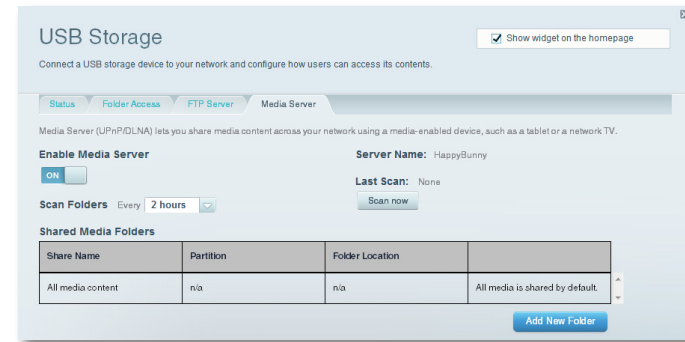 USB Storage
Show widget on the homepage
Connect a USB storage device to your network and configure how users can access its contents.
Status Folder Access FTP Server Media Server
Media Server (UPnP/DLNA) lets you share media content across your network using a media-enabled device, such as a tablet or a network TV.
Enable Media Server Server Name: HappyBunny
ON
Last Scan: None
Scan Folders Every 2 hours Scan now
Shared Media Folders
Share Name Partition Folder Location
All media content n/a n/a All media is shared by default.
Add New Folder